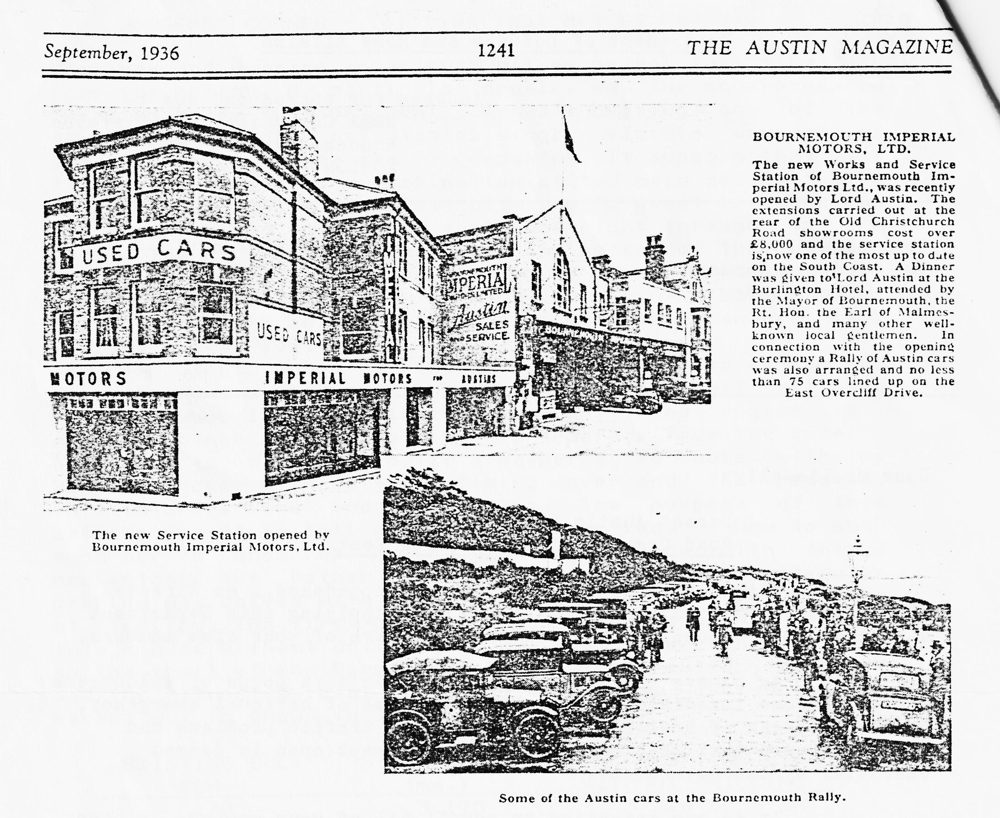 September, 1936
1241
THE AUSTIN MAGAZINE
USED CARS
USED CARS
IMPERIAL
Austin
SALES
AND SERVICE
MOTORS
IMPERIAL MOTORS FOR AUSTINS
BOURNEMOUTH IMPERIAL
MOTORS, LTD.
The new Works and Service
Station of Bournemouth Im-
perial Motors Ltd., was recently
opened by Lord Austin. The
extensions carried out at the
rear of the Old Christchurch
Road showrooms cost over
£8,000 and the service station
is now one of the most up to date
on the South Coast. A Dinner
was given to Lord Austin at the
Burlington Hotel, attended by
the Mayor of Bournemouth, the
Rt. Hon. the Earl of Malmes-
bury, and many other well-
known local gentlemen. In
connection with the opening
ceremony a Rally of Austin cars
was also arranged and no less
than 75 cars lined up on the
East Overcliff Drive.
The new Service Station opened by
Bournemouth Imperial Motors, Ltd.
Some of the Austin cars at the Bournemouth Rally.